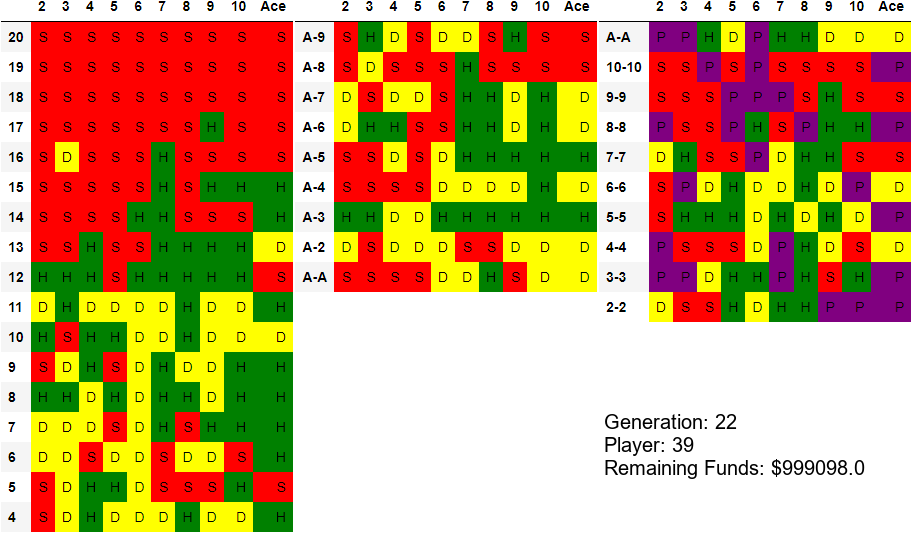 2 3 4 5 6 7 8 9 10 Ace
20 S S S S S S S S S S
19 S S S S S S S S S S
18 S S S S S S S S S S
17 S S S S S S S H S S
16 S D S S S H S S S S
15 S S S S S H S H H H
14 S S S S H H S S S H
13 S S H S S H H H H D
12 H H H S H H H H H S
11 D H D D D D H D D H
10 H S H H D D H D D D
9 S D H S D H D D H H
8 H H D H D H H D H H
7 D D D S D H S H H H
6 D D S D D S D D S H
5 S D H H D S S S H S
4 S D H D D D H D D H
2 3 4 5 6 7 8 9 10 Ace
A-9 S H D S D D S H S S
A-8 S D S S S H S S S S
A-7 D S D D S H H D H D
A-6 D H H S S H H D H D
A-5 S S D S D H H H H H
A-4 S S S S D D D D H D
A-3 H H D D H H H H H H
A-2 D S D D D S S D D D
A-A S S S S D D H S D D
2 3 4 5 6 7 8 9 10 Ace
A-A P P H D P H H D D D
10-10 S S P S P S S S S P
9-9 S S S P P P S H S S
8-8 P S S P H S P H H P
7-7 D H S S P D H H S S
6-6 S P D H D D H D P D
5-5 S H H H D H D H D P
4-4 P S S S D P H D S D
3-3 P P D H H P H S H P
2-2 D S S H D H H P P P
Generation: 22
Player: 39
Remaining Funds: $999098.0